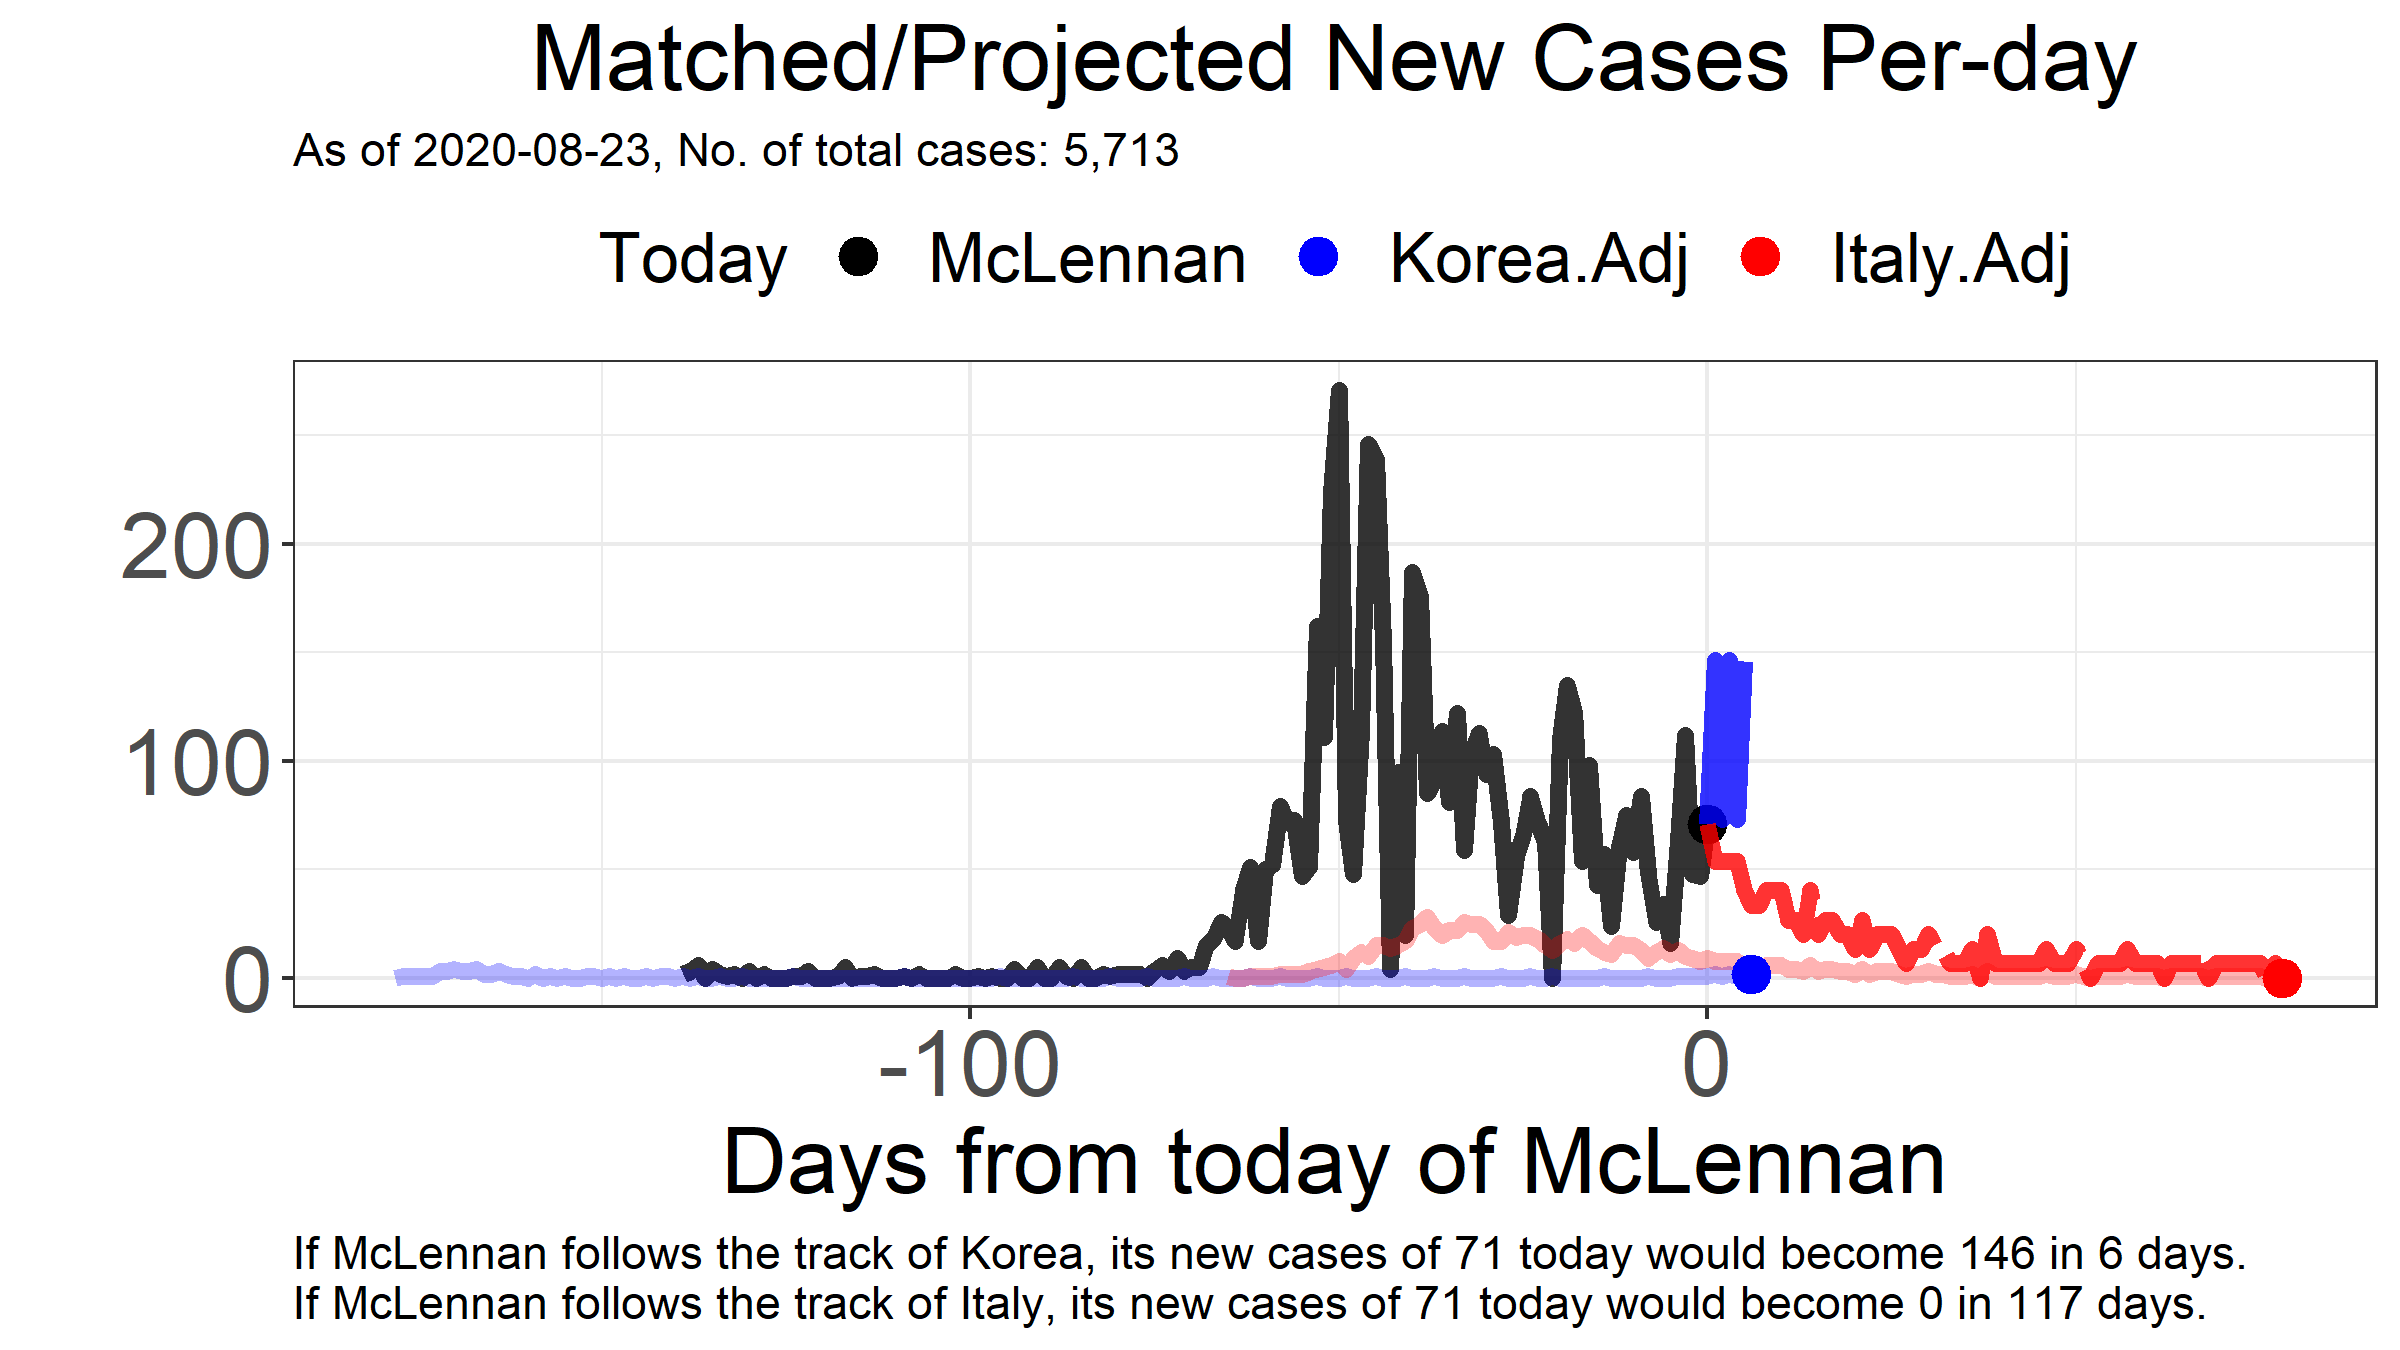 Matched/Projected New Cases Per-day
As of 2020-08-23, No. of total cases: 5,713
Today McLennan Korea.Adj Italy.Adj
200
100
0
-100 0
Days from today of McLennan
If McLennan follows the track of Korea, its new cases of 71 today would become 146 in 6 days.
If McLennan follows the track of Italy, its new cases of 71 today would become 0 in 117 days.